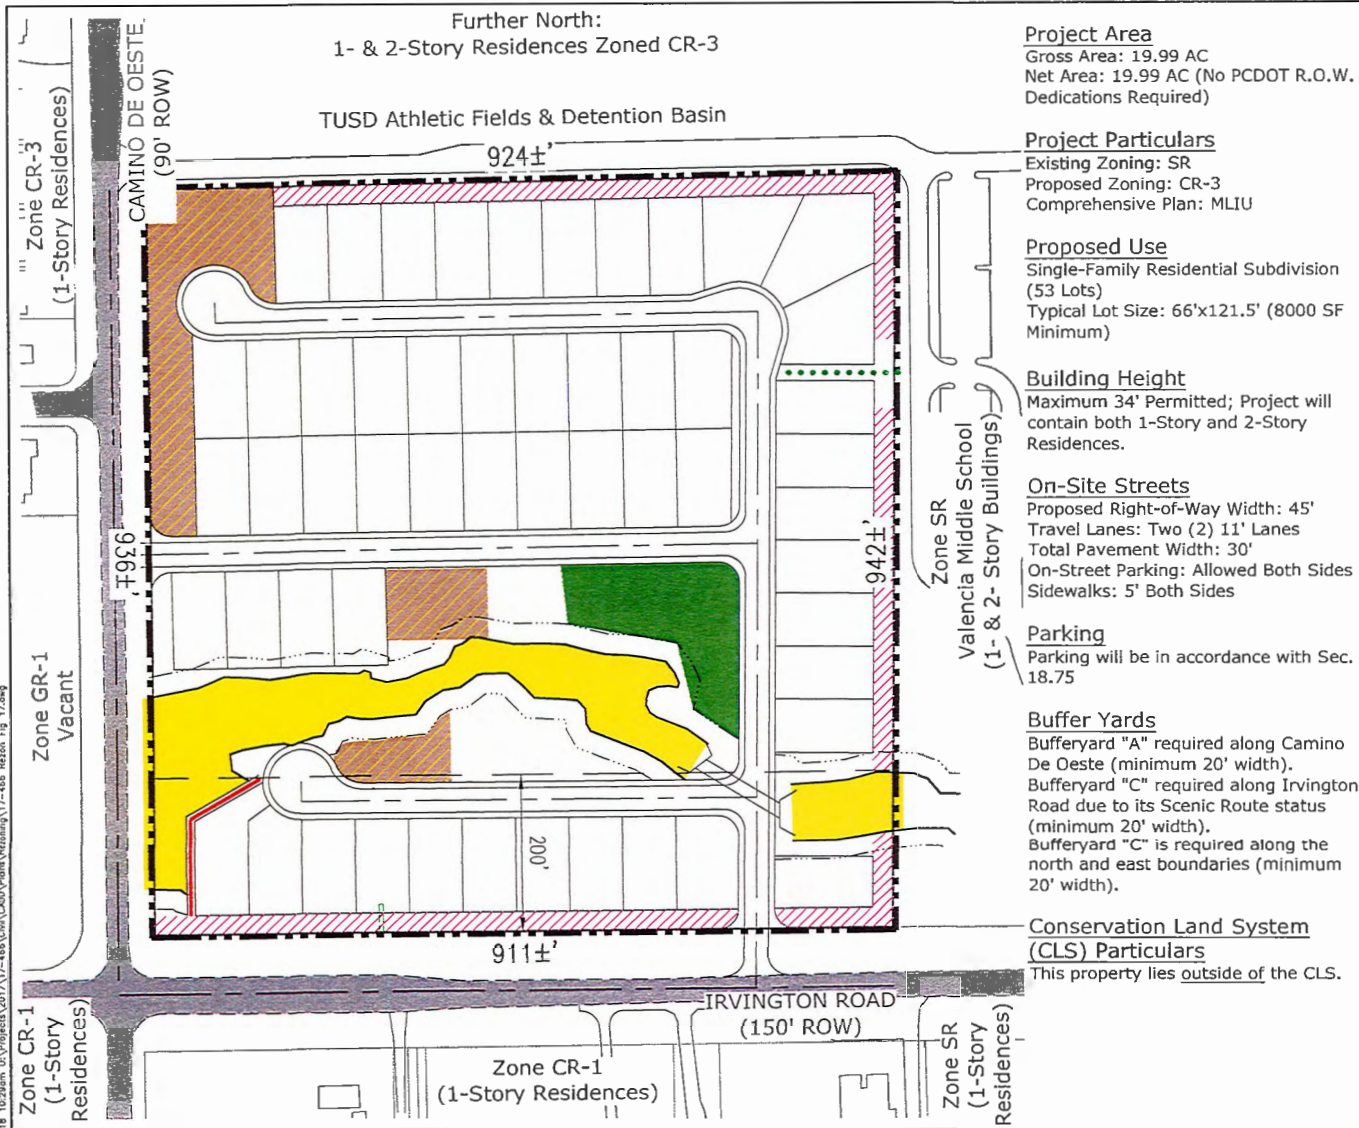 Further North:
1- & 2-Story Residences Zoned CR-3
TUSD Athletic Fields & Detention Basin
CAMINO DE OESTE
(90' ROW)
Zone CR-3
(1-Story Residences)
924±'
936±'
942±'
911±'
200'
Zone GR-1
Vacant
Zone SR
Valencia Middle School
(1- & 2- Story Buildings)
IRVINGTON ROAD
(150' ROW)
Zone CR-1
(1-Story
Residences)
Zone CR-1
(1-Story Residences)
Zone SR
(1-Story
Residences)
Project Area
Gross Area: 19.99 AC
Net Area: 19.99 AC (No PCDOT R.O.W.
Dedications Required)
Project Particulars
Existing Zoning: SR
Proposed Zoning: CR-3
Comprehensive Plan: MLIU
Proposed Use
Single-Family Residential Subdivision
(53 Lots)
Typical Lot Size: 66'x121.5' (8000 SF
Minimum)
Building Height
Maximum 34' Permitted; Project will
contain both 1-Story and 2-Story
Residences.
On-Site Streets
Proposed Right-of-Way Width: 45'
Travel Lanes: Two (2) 11' Lanes
Total Pavement Width: 30'
On-Street Parking: Allowed Both Sides
Sidewalks: 5' Both Sides
Parking
Parking will be in accordance with Sec.
18.75
Buffer Yards
Bufferyard "A" required along Camino
De Oeste (minimum 20' width).
Bufferyard "C" required along Irvington
Road due to its Scenic Route status
(minimum 20' width).
Bufferyard "C" is required along the
north and east boundaries (minimum
20' width).
Conservation Land System
(CLS) Particulars
This property lies outside of the CLS.